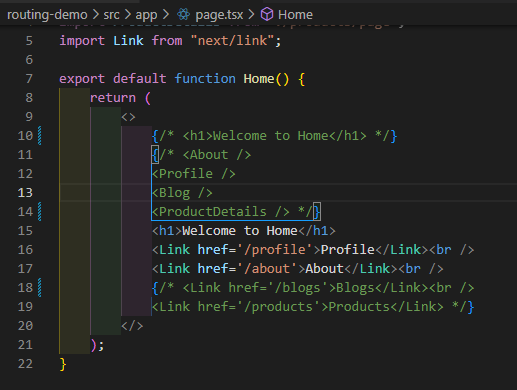 routing-demo > src > app > page.tsx > Home
5 import Link from "next/link";
6
7 export default function Home() {
8 return (
9 <>
10 {/* <h1>Welcome to Home</h1> */}
11 {/* <About />
12 <Profile />
13 <Blog />
14 <ProductDetails /> */}
15 <h1>Welcome to Home</h1>
16 <Link href='/profile'>Profile</Link><br />
17 <Link href='/about'>About</Link><br />
18 {/* <Link href='/blogs'>Blogs</Link><br />
19 <Link href='/products'>Products</Link> */}
20 </>
21 );
22 }